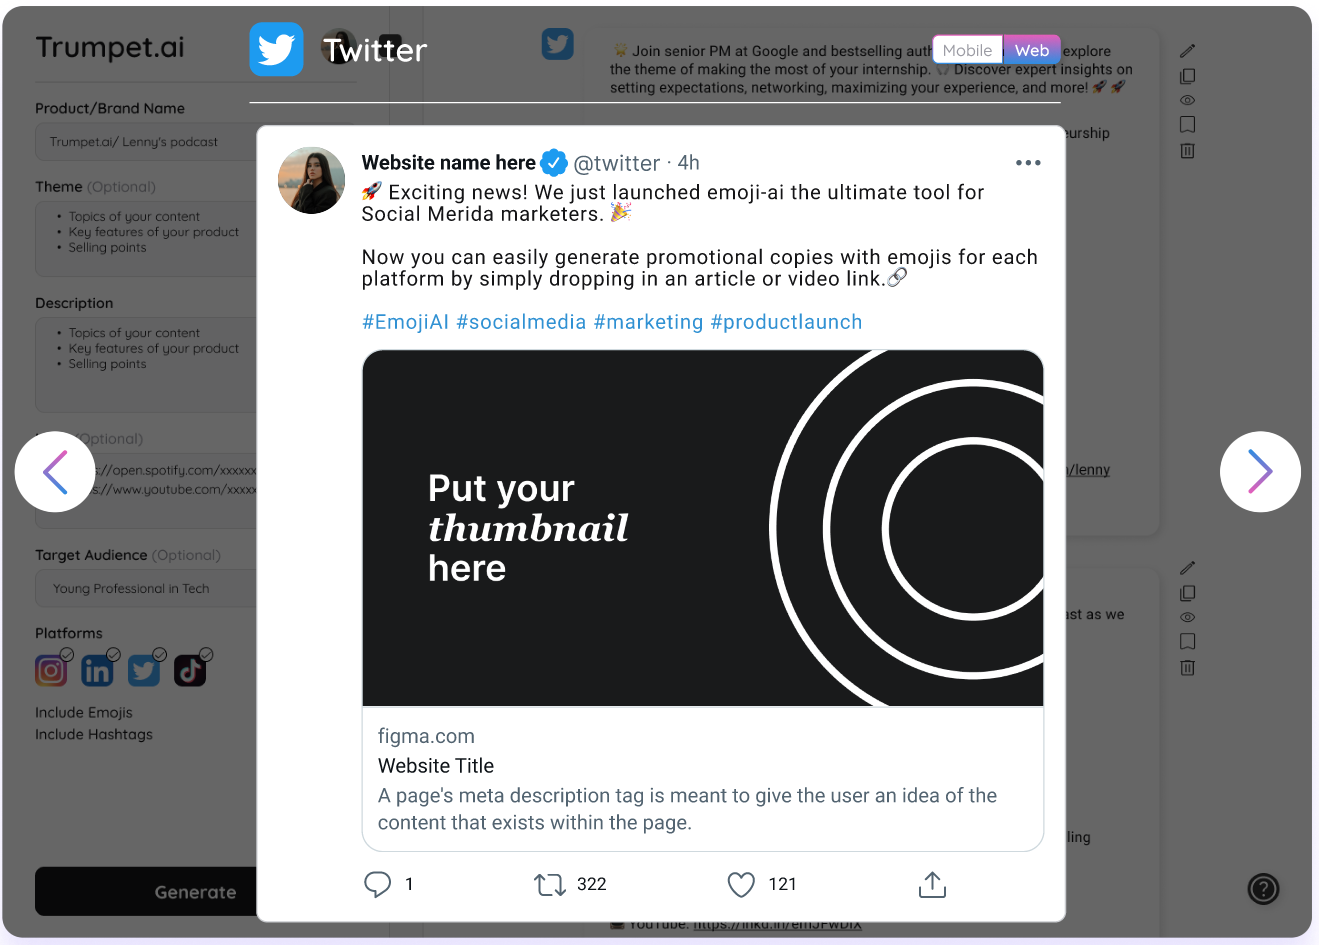 Trumpet.ai
Product/Brand Name
Trumpet.ai/ Lenny's podcast
Theme (Optional)
• Topics of your content
• Key features of your product
• Selling points
Description
• Topics of your content
• Key features of your product
• Selling points
(Optional)
://open.spotify.com/xxxxxx
s://www.youtube.com/xxxxx
Target Audience (Optional)
Young Professional in Tech
Platforms
Include Emojis
Include Hashtags
Generate
Twitter
Mobile Web
🌟 Join senior PM at Google and bestselling auth explore
the theme of making the most of your internship. 🎧 Discover expert insights on
setting expectations, networking, maximizing your experience, and more! 🚀 🚀
eurship
n/lenny
ast as we
ling
Website name here @twitter · 4h
🚀 Exciting news! We just launched emoji-ai the ultimate tool for
Social Merida marketers. 🎉
Now you can easily generate promotional copies with emojis for each
platform by simply dropping in an article or video link.🔗
#EmojiAI #socialmedia #marketing #productlaunch
Put your
thumbnail
here
figma.com
Website Title
A page's meta description tag is meant to give the user an idea of the
content that exists within the page.
1 322 121
YouTube: